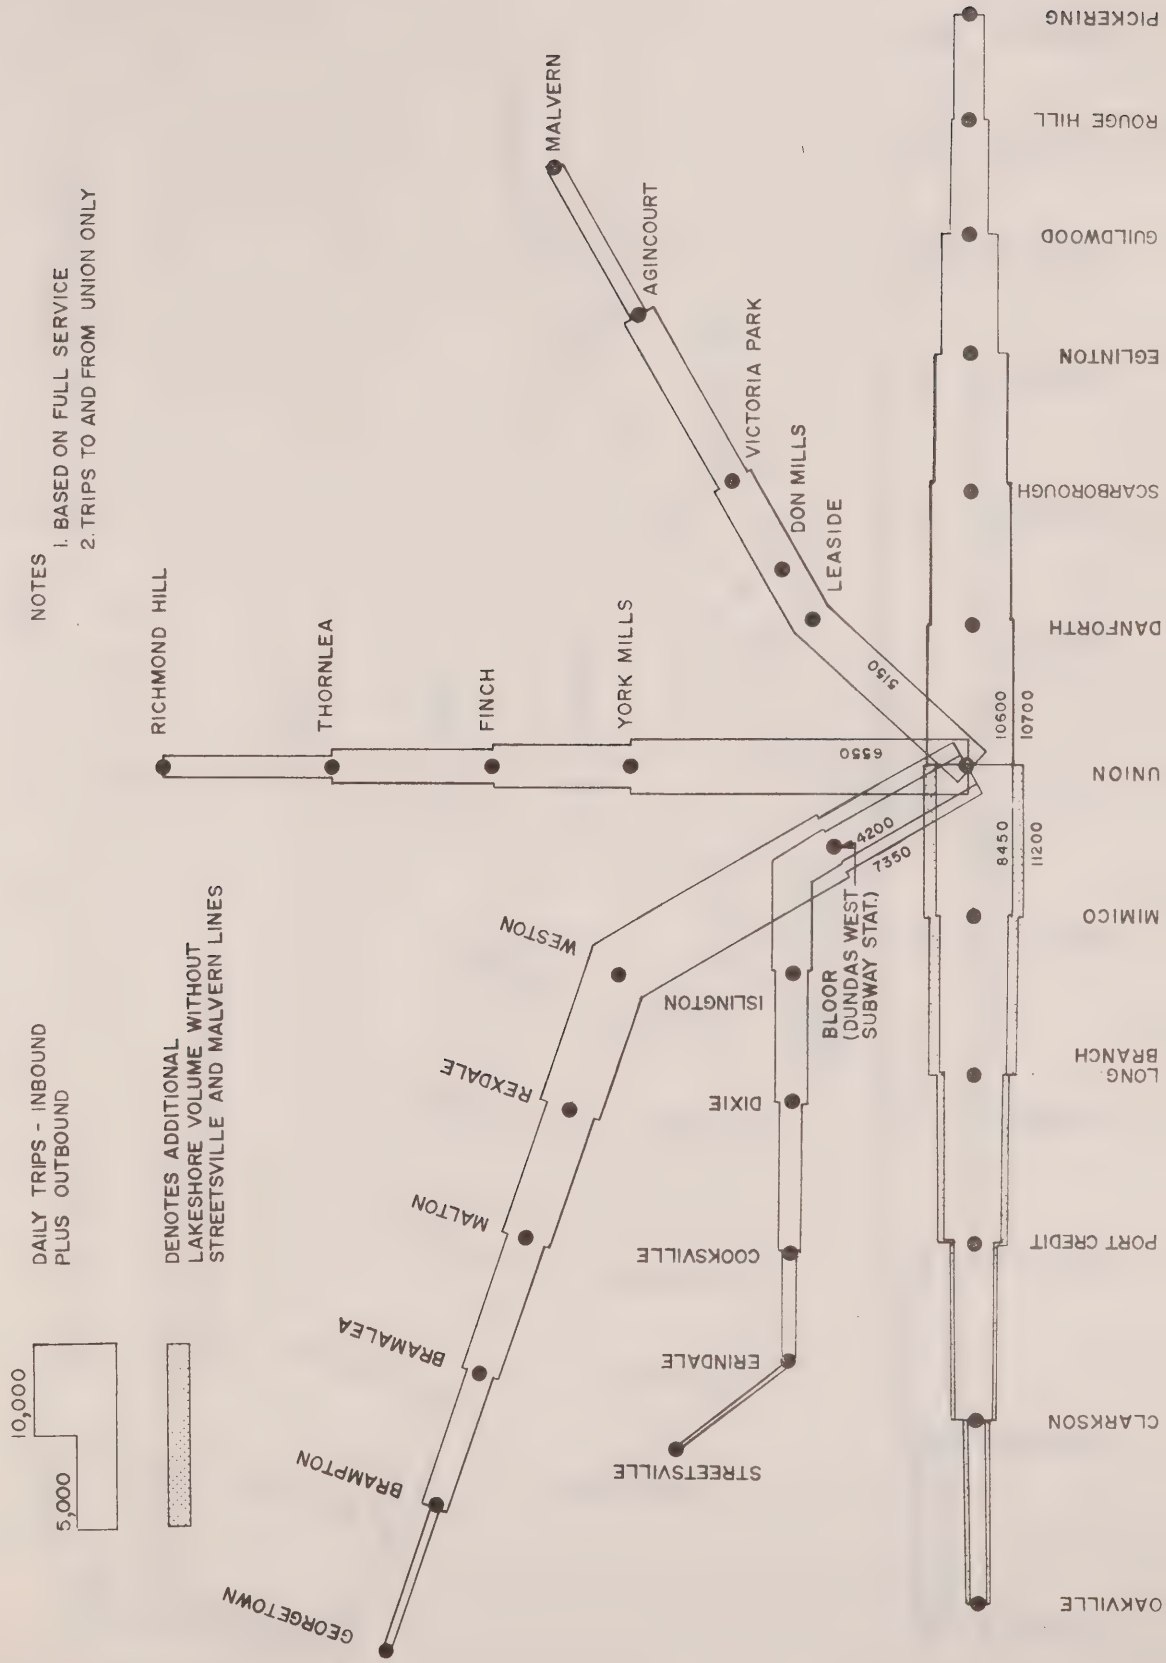 NOTES
1. BASED ON FULL SERVICE
2. TRIPS TO AND FROM UNION ONLY
DAILY TRIPS - INBOUND
PLUS OUTBOUND
10,000
5,000
DENOTES ADDITIONAL
LAKESHORE VOLUME WITHOUT
STREETSVILLE AND MALVERN LINES
RICHMOND HILL
THORNLEA
FINCH
YORK MILLS
6550
MALVERN
AGINCOURT
VICTORIA PARK
DON MILLS
LEASIDE
5150
GEORGETOWN
BRAMPTON
BRAMALEA
MALTON
REXDALE
WESTON
STREETSVILLE
ERINDALE
COOKSVILLE
DIXIE
ISLINGTON
BLOOR
(DUNDAS WEST
SUBWAY STAT.)
4200
7350
8450
11200
10600
10700
OAKVILLE
CLARKSON
PORT CREDIT
LONG
BRANCH
MIMICO
UNION
DANFORTH
SCARBOROUGH
EGLINTON
GUILDWOOD
ROUGE HILL
PICKERING